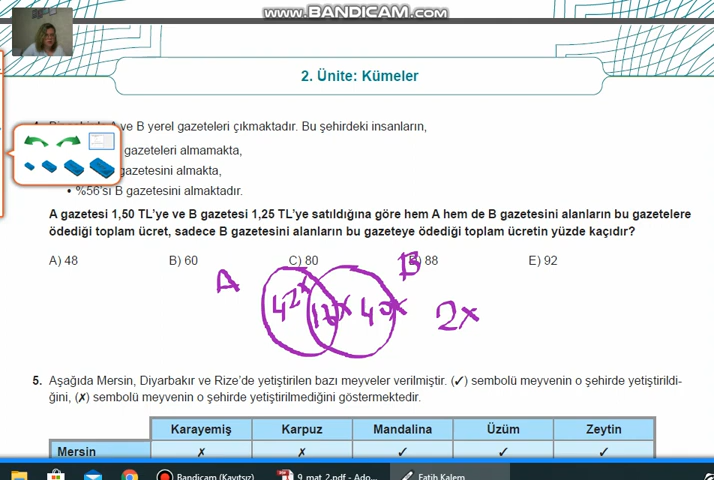 www.BANDICAM.com
2. Ünite: Kümeler
A ve B yerel gazeteleri çıkmaktadır. Bu şehirdeki insanların,
gazeteleri almamakta,
gazetesini almakta,
• %56'sı B gazetesini almaktadır.
A gazetesi 1,50 TL'ye ve B gazetesi 1,25 TL'ye satıldığına göre hem A hem de B gazetesini alanların bu gazetelere
ödediği toplam ücret, sadece B gazetesini alanların bu gazeteye ödediği toplam ücretin yüzde kaçıdır?
A) 48 B) 60 C) 80 88 E) 92
A B
2x
5. Aşağıda Mersin, Diyarbakır ve Rize'de yetiştirilen bazı meyveler verilmiştir. (✓) sembolü meyvenin o şehirde yetiştirildi-
ğini, (✗) sembolü meyvenin o şehirde yetiştirilmediğini göstermektedir.
Karayemiş Karpuz Mandalina Üzüm Zeytin
Mersin ✗ ✗ ✓ ✓ ✓
Bandicam (Kayıtsız) 9_mat_2.pdf - Ado... Fatih Kalem